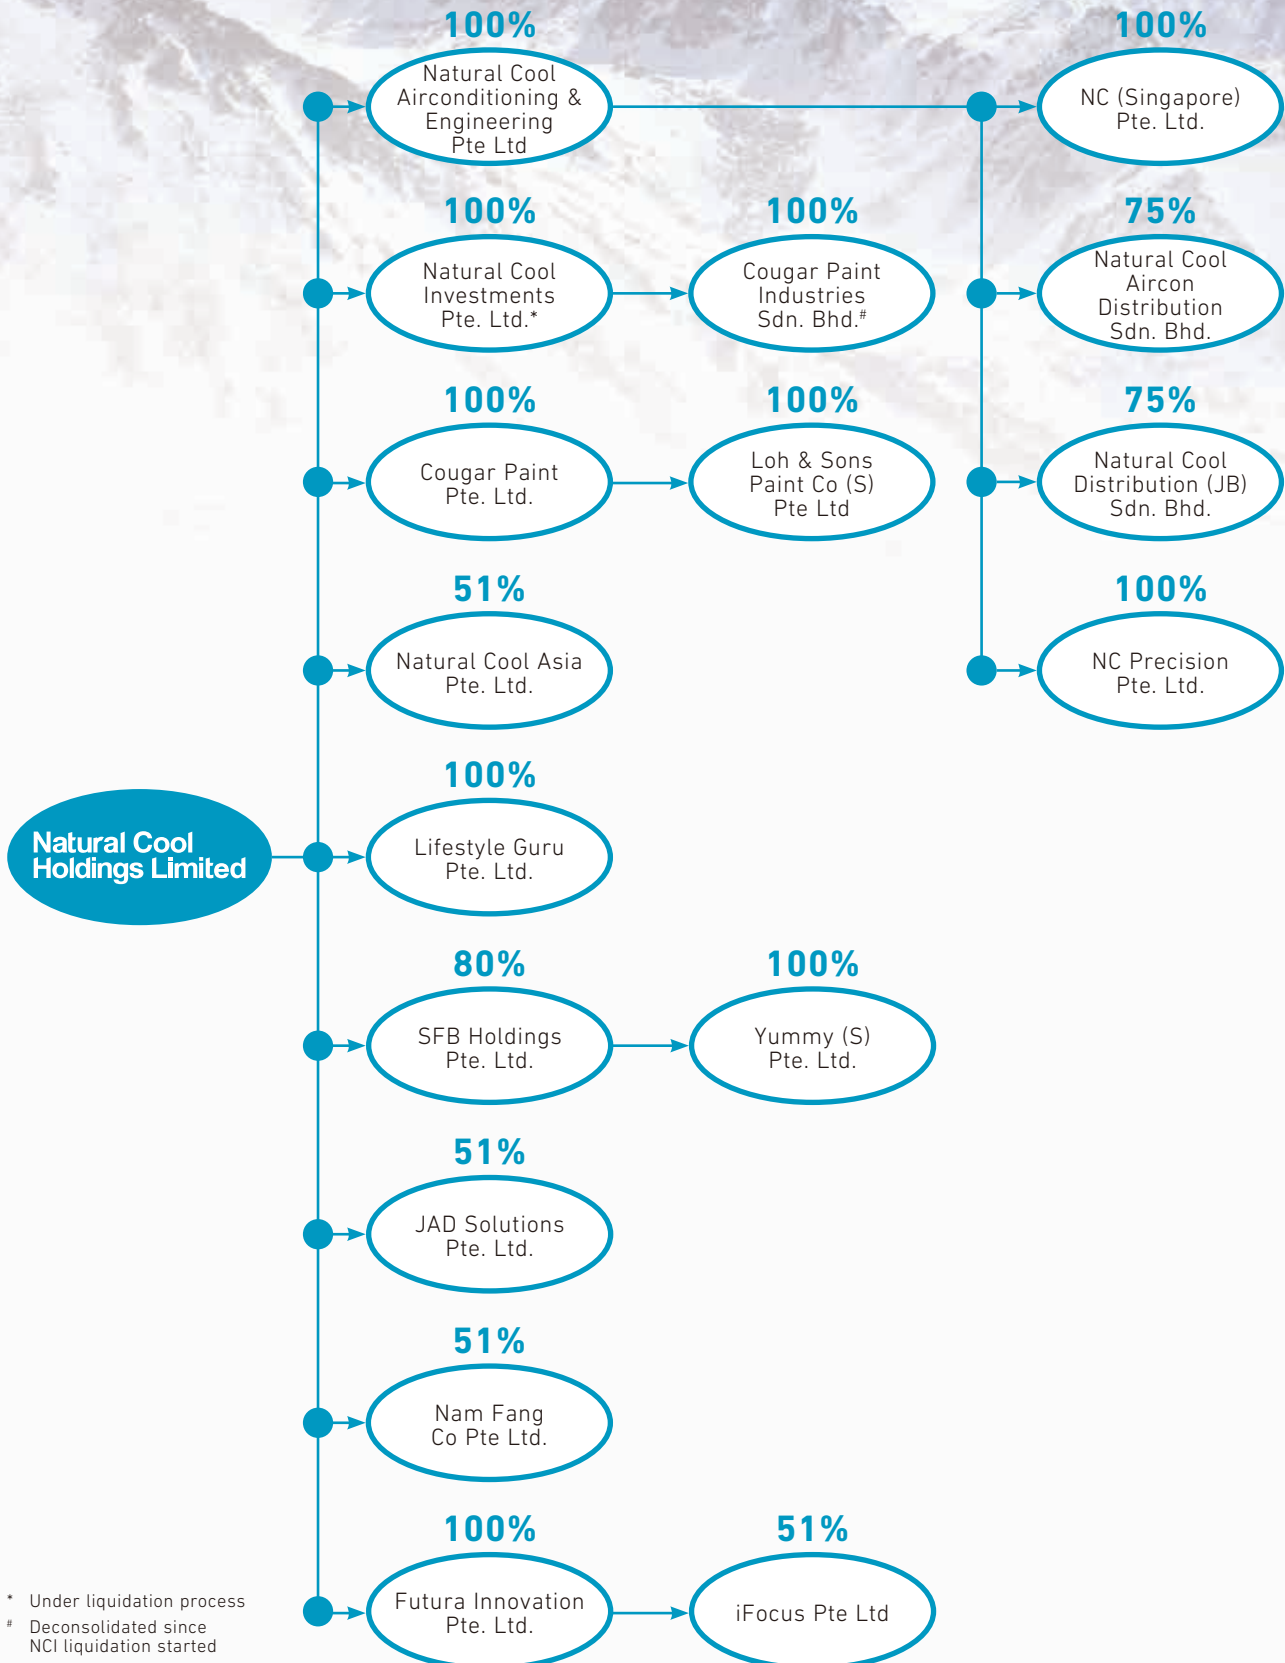 100%
Natural Cool
Airconditioning &
Engineering
Pte Ltd
100%
NC (Singapore)
Pte. Ltd.
100%
Natural Cool
Investments
Pte. Ltd.*
100%
Cougar Paint
Industries
Sdn. Bhd.#
75%
Natural Cool
Aircon
Distribution
Sdn. Bhd.
100%
Cougar Paint
Pte. Ltd.
100%
Loh & Sons
Paint Co (S)
Pte Ltd
75%
Natural Cool
Distribution (JB)
Sdn. Bhd.
51%
Natural Cool Asia
Pte. Ltd.
100%
NC Precision
Pte. Ltd.
Natural Cool
Holdings Limited
100%
Lifestyle Guru
Pte. Ltd.
80%
SFB Holdings
Pte. Ltd.
100%
Yummy (S)
Pte. Ltd.
51%
JAD Solutions
Pte. Ltd.
51%
Nam Fang
Co Pte Ltd.
100%
Futura Innovation
Pte. Ltd.
51%
iFocus Pte Ltd
* Under liquidation process
# Deconsolidated since
NCI liquidation started